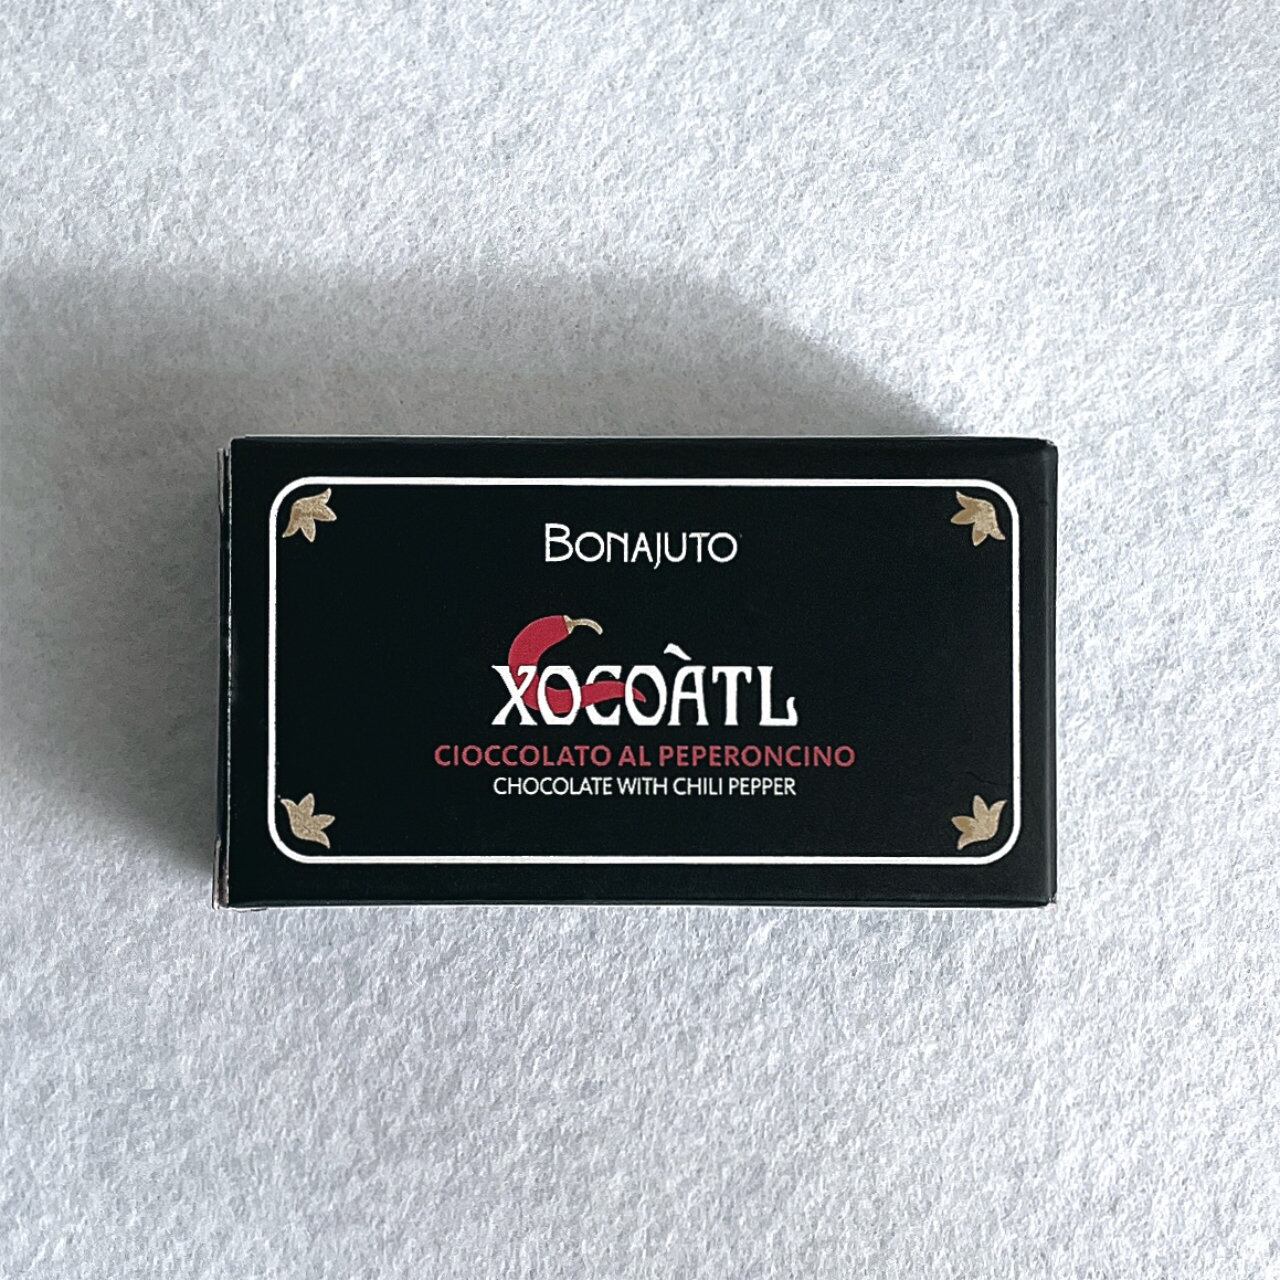 BONAJUTO
XOCOÀTL
CIOCCOLATO AL PEPERONCINO
CHOCOLATE WITH CHILI PEPPER